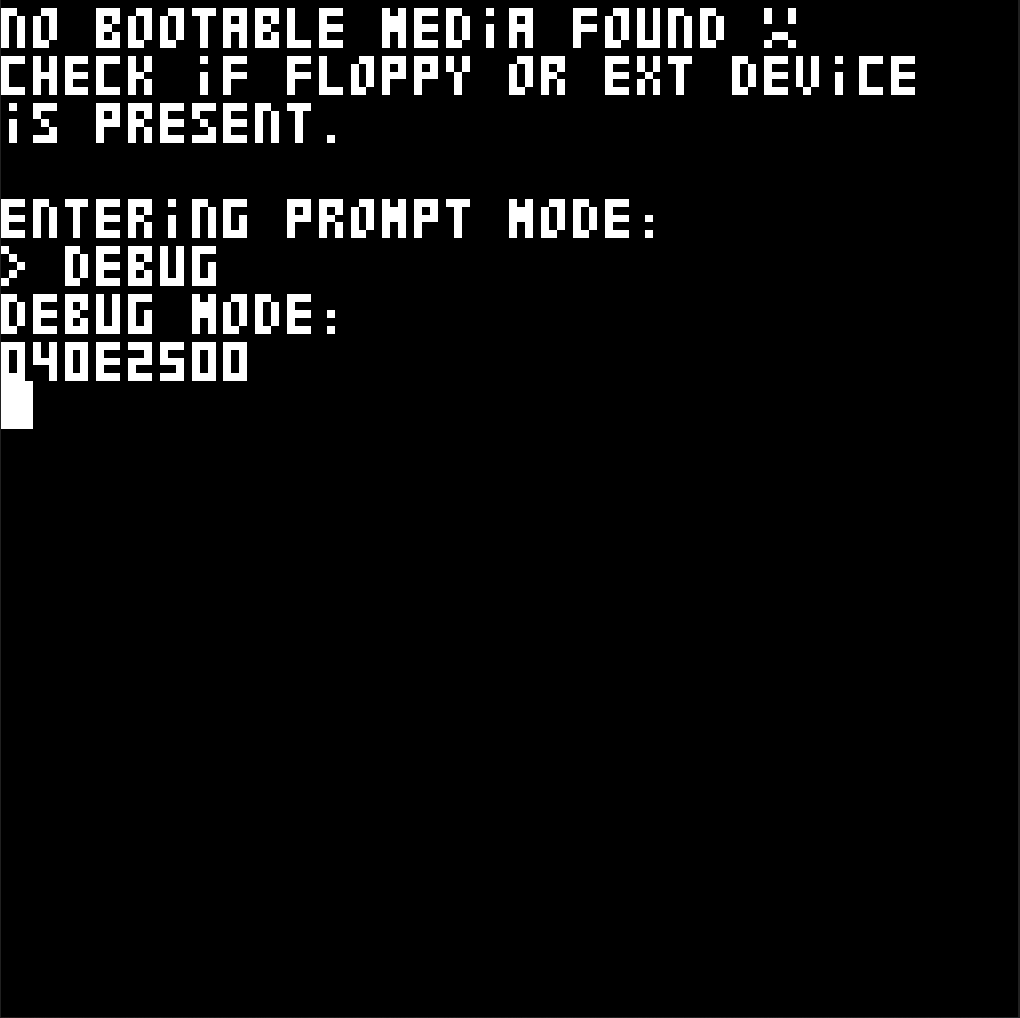 NO BOOTABLE MEDiA FOUND :(
CHECK iF FLOPPY OR EXT DEViCE
iS PRESENT.
ENTERiNG PROMPT MODE:
> DEBUG
DEBUG MODE:
040E2500